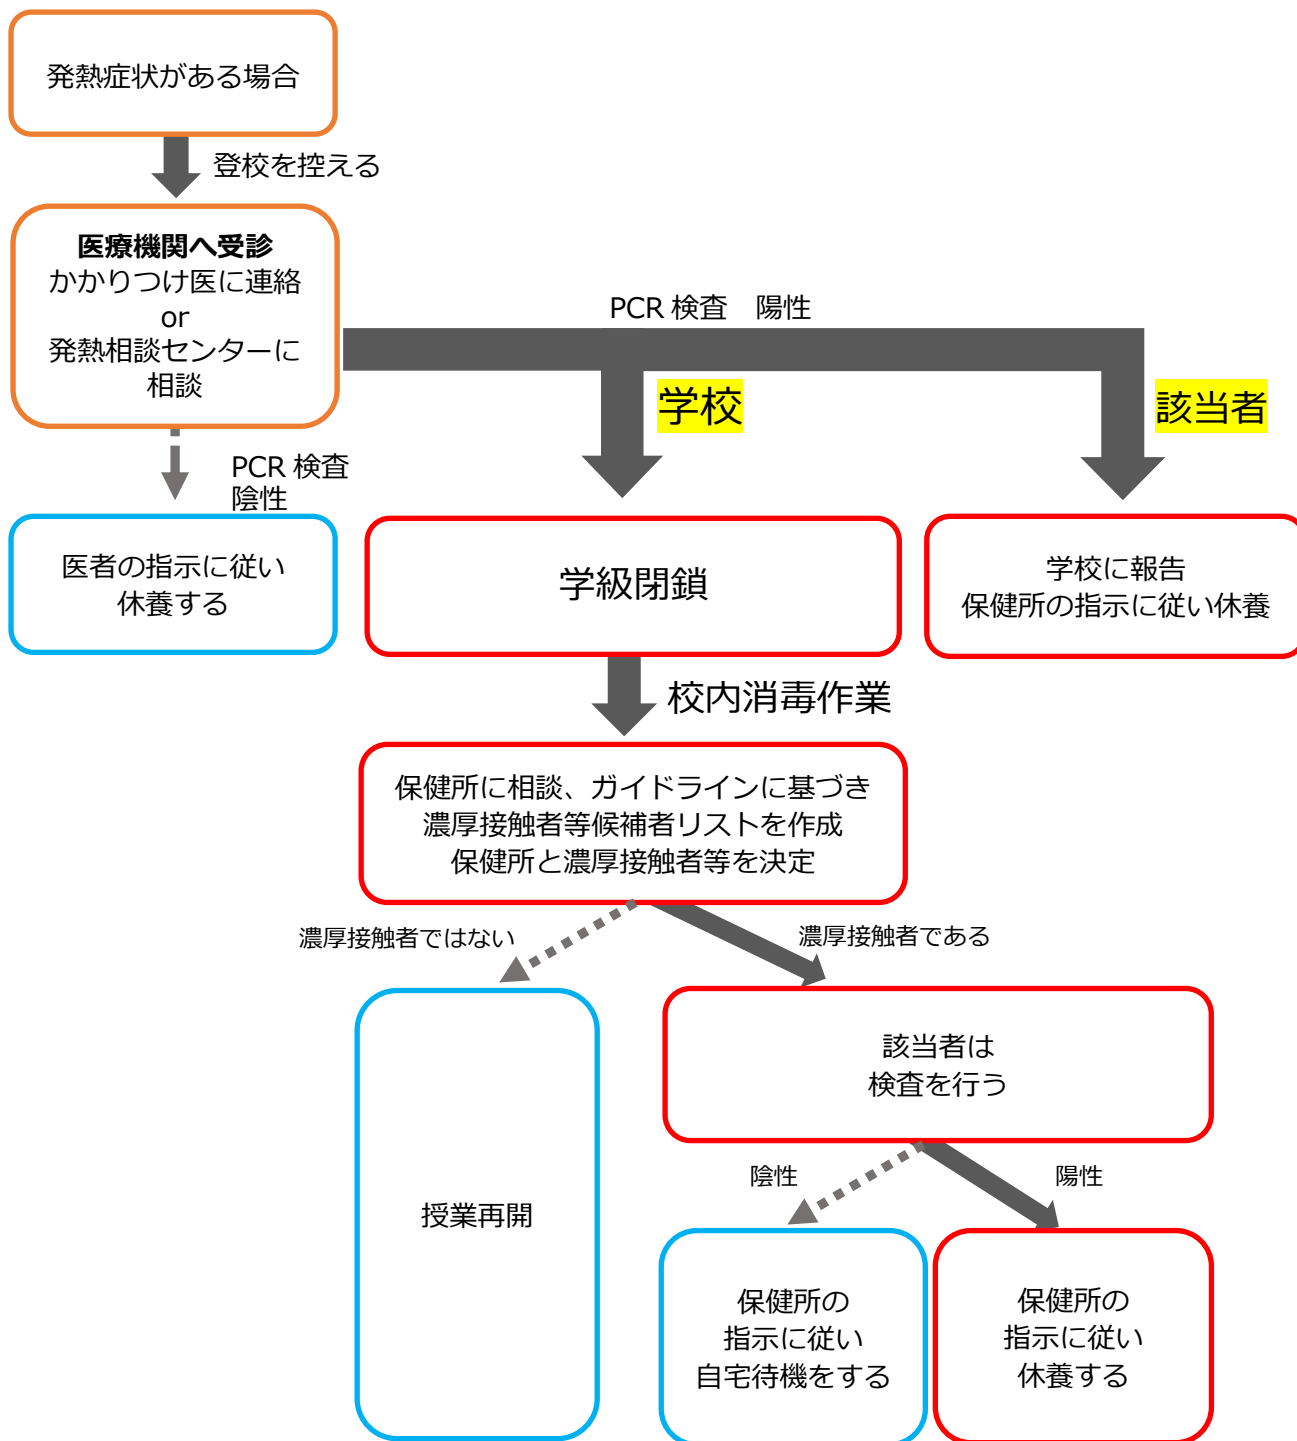 発熱症状がある場合
登校を控える
医療機関へ受診
かかりつけ医に連絡
or
発熱相談センターに
相談
PCR 検査　陽性
学校
該当者
PCR 検査
陰性
医者の指示に従い
休養する
学級閉鎖
学校に報告
保健所の指示に従い休養
校内消毒作業
保健所に相談、ガイドラインに基づき
濃厚接触者等候補者リストを作成
保健所と濃厚接触者等を決定
濃厚接触者ではない
濃厚接触者である
授業再開
該当者は
検査を行う
陰性
陽性
保健所の
指示に従い
自宅待機をする
保健所の
指示に従い
休養する